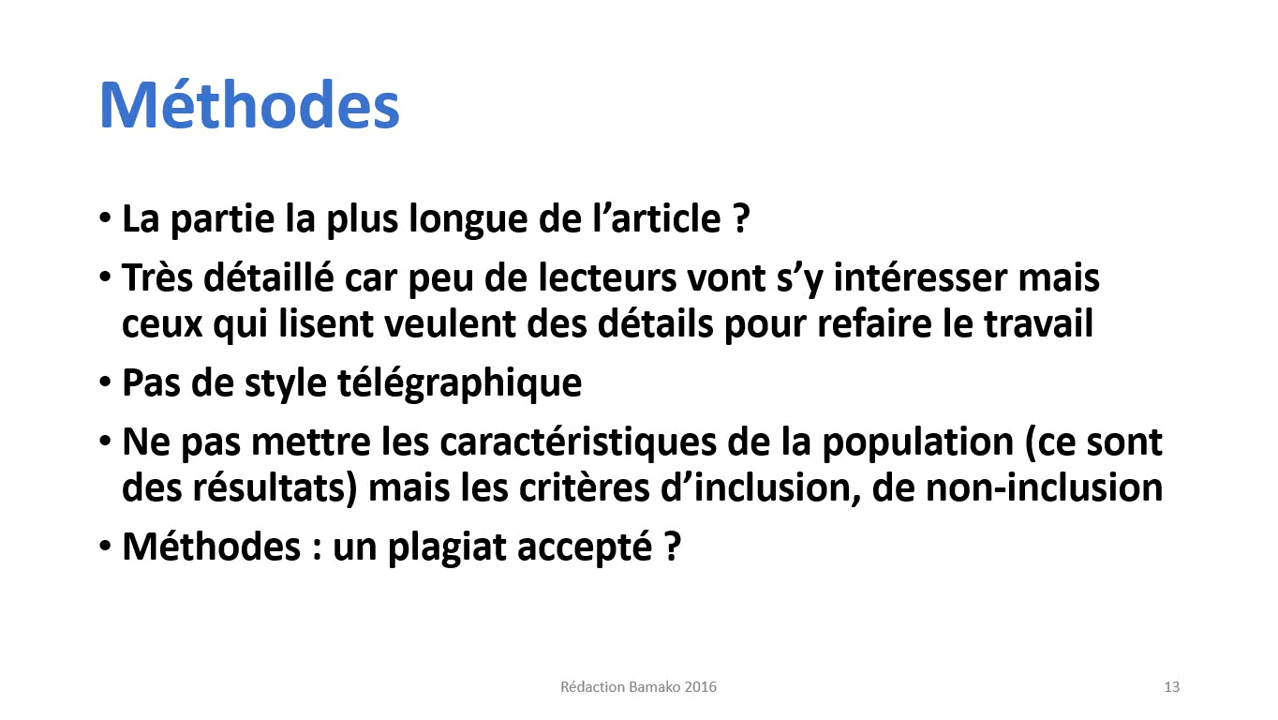 Méthodes
• La partie la plus longue de l’article ?
• Très détaillé car peu de lecteurs vont s’y intéresser mais
ceux qui lisent veulent des détails pour refaire le travail
• Pas de style télégraphique
• Ne pas mettre les caractéristiques de la population (ce sont
des résultats) mais les critères d’inclusion, de non-inclusion
• Méthodes : un plagiat accepté ?
Rédaction Bamako 2016
13